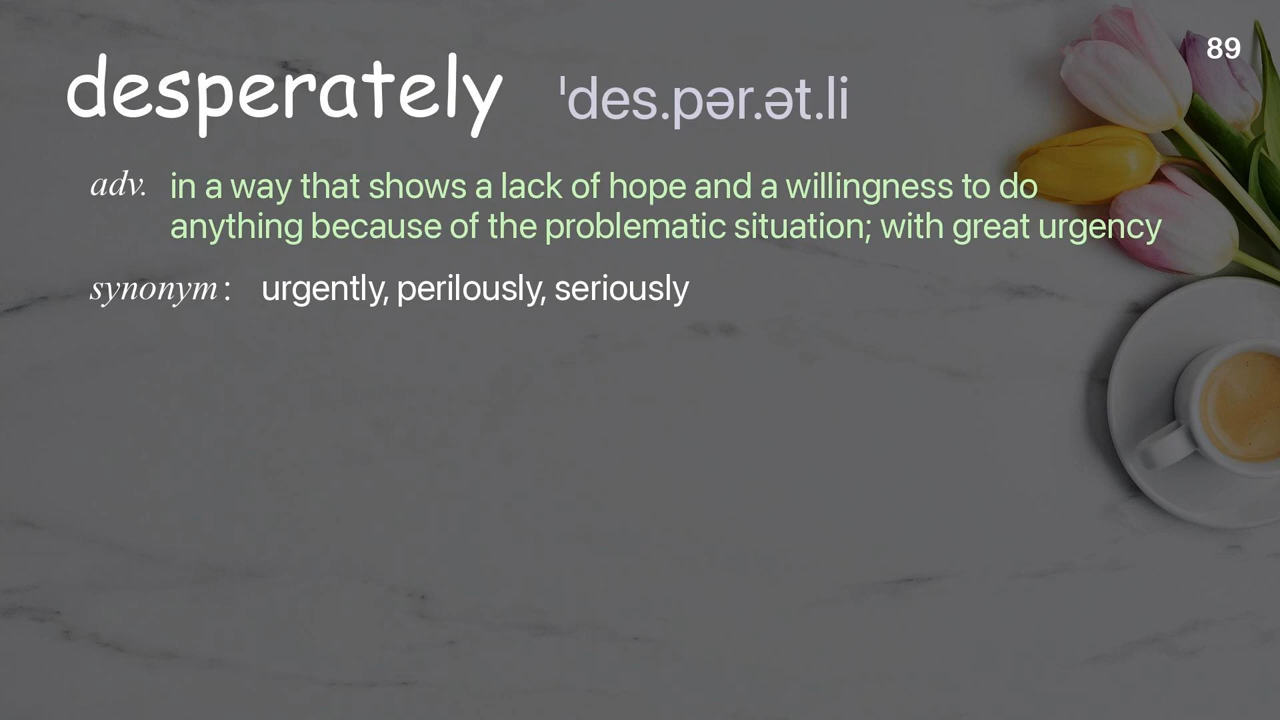 89
desperately ˈdes.pər.ət.li
adv. in a way that shows a lack of hope and a willingness to do
anything because of the problematic situation; with great urgency
synonym : urgently, perilously, seriously